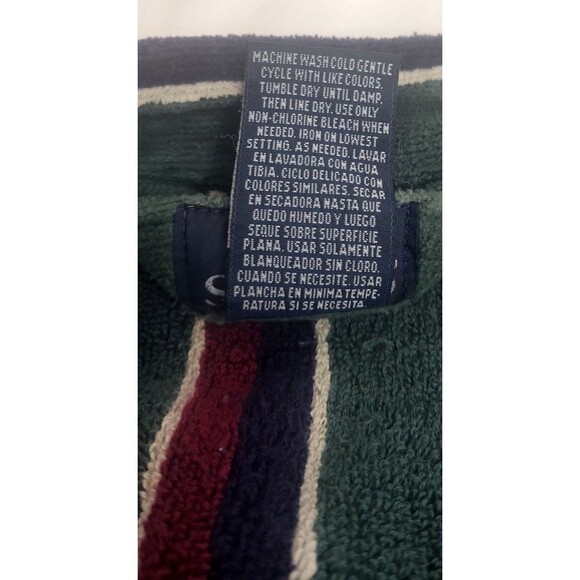 MACHINE WASH COLD GENTLE
CYCLE WITH LIKE COLORS.
TUMBLE DRY UNTIL DAMP,
THEN LINE DRY. USE ONLY
NON-CHLORINE BLEACH WHEN
NEEDED. IRON ON LOWEST
SETTING. AS NEEDED. LAVAR
EN LAVADORA CON AGUA
TIBIA. CICLO DELICADO CON
COLORES SIMILARES. SECAR
EN SECADORA NASTA QUE
QUEDO HUMEDO Y LUEGO
SEQUE SOBRE SUPERFICIE
PLANA. USAR SOLAMENTE
BLANQUEADOR SIN CLORO.
CUANDO SE NECESITE. USAR
PLANCHA EN MINIMA TEMPE-
RATURA SI SE NECESITA.